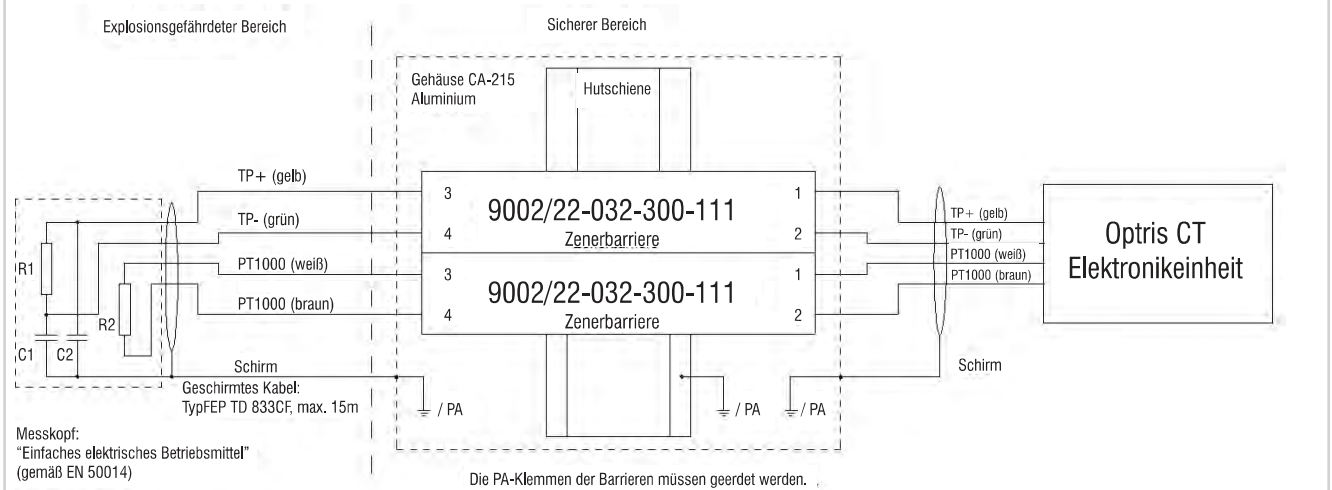 Explosionsgefährdeter Bereich
Sicherer Bereich
Gehäuse CA-215
Aluminium
Hutschiene
TP+ (gelb)
3
9002/22-032-300-111
1
TP- (grün)
4
Zenerbarriere
2
PT1000 (weiß)
3
9002/22-032-300-111
1
PT1000 (braun)
4
Zenerbarriere
2
TP+ (gelb)
TP- (grün)
PT1000 (weiß)
PT1000 (braun)
Optris CT
Elektronikeinheit
R1
R2
C1
C2
Schirm
Geschirmtes Kabel:
TypFEP TD 833CF, max. 15m
/ PA
/ PA
/ PA
Schirm
Messkopf:
"Einfaches elektrisches Betriebsmittel"
(gemäß EN 50014)
Die PA-Klemmen der Barrieren müssen geerdet werden.